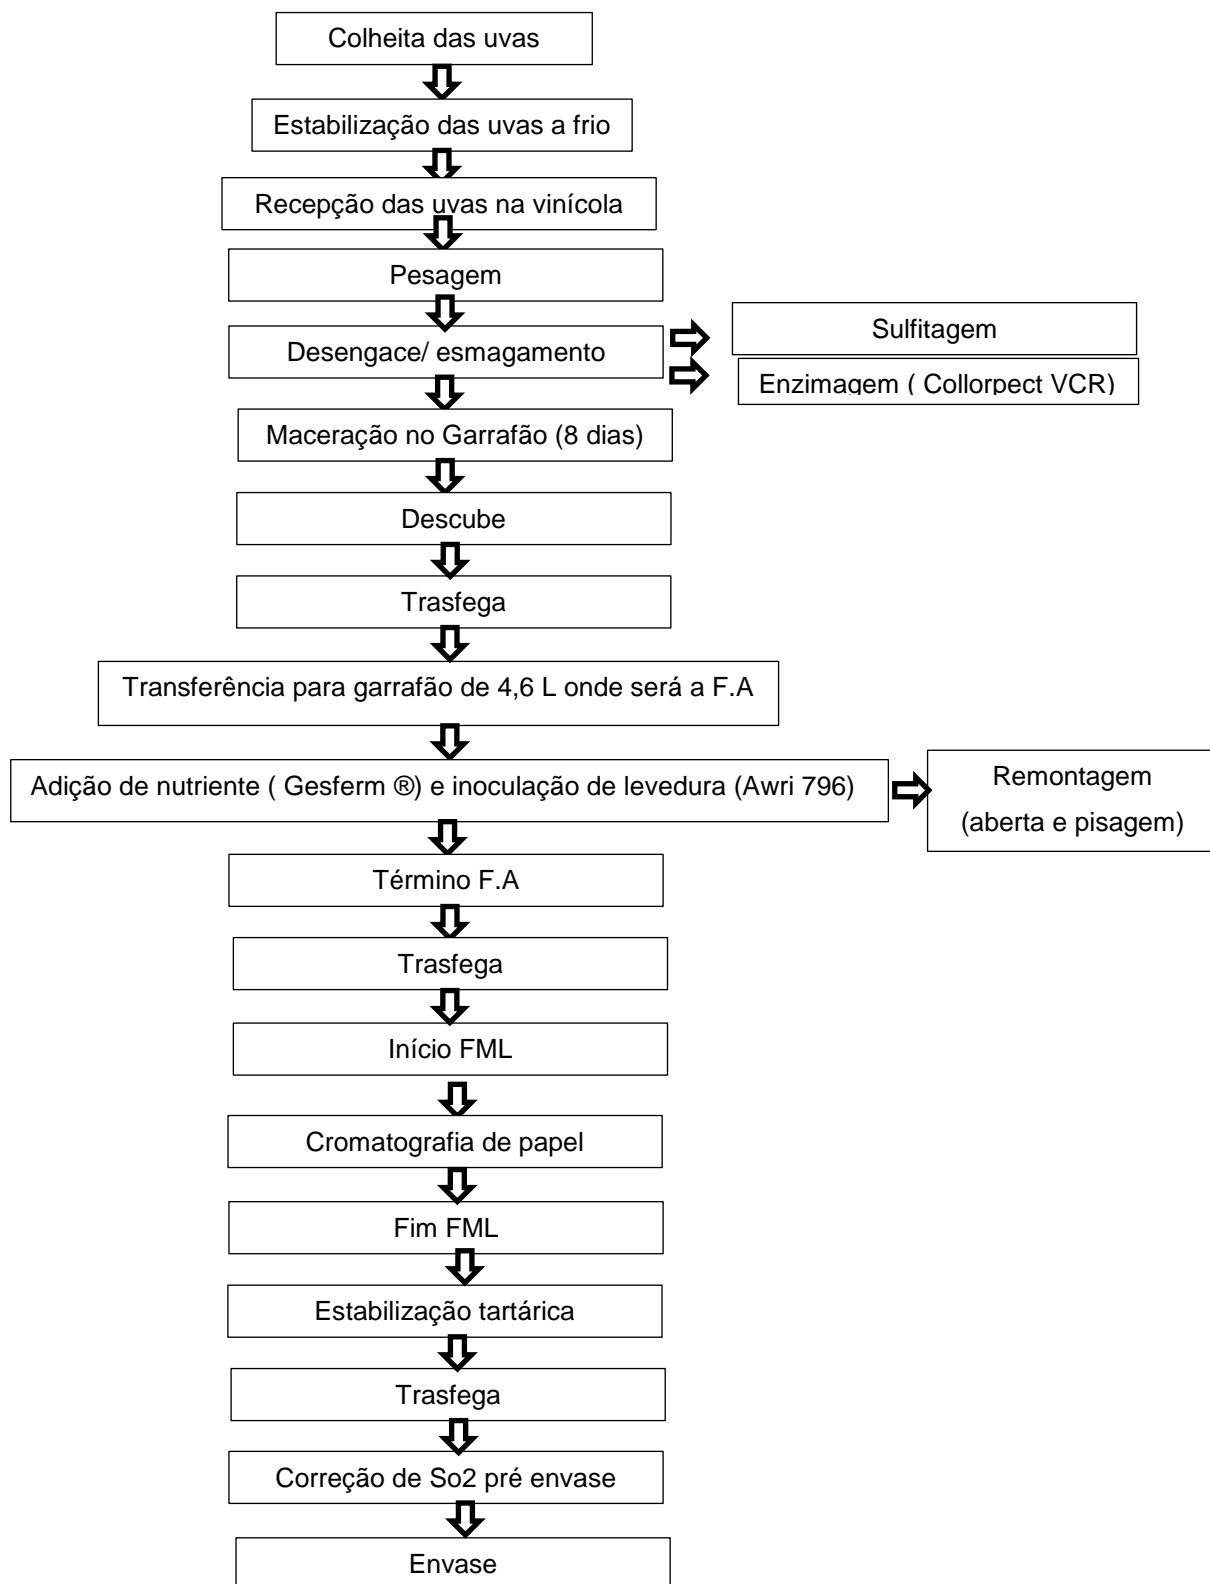 Colheita das uvas
Estabilização das uvas a frio
Recepção das uvas na vinícola
Pesagem
Desengace/ esmagamento
Sulfitagem
Enzimagem ( Collorpect VCR)
Maceração no Garrafão (8 dias)
Descube
Trasfega
Transferência para garrafão de 4,6 L onde será a F.A
Adição de nutriente ( Gesferm ®) e inoculação de levedura (Awri 796)
Remontagem
(aberta e pisagem)
Término F.A
Trasfega
Início FML
Cromatografia de papel
Fim FML
Estabilização tartárica
Trasfega
Correção de So2 pré envase
Envase